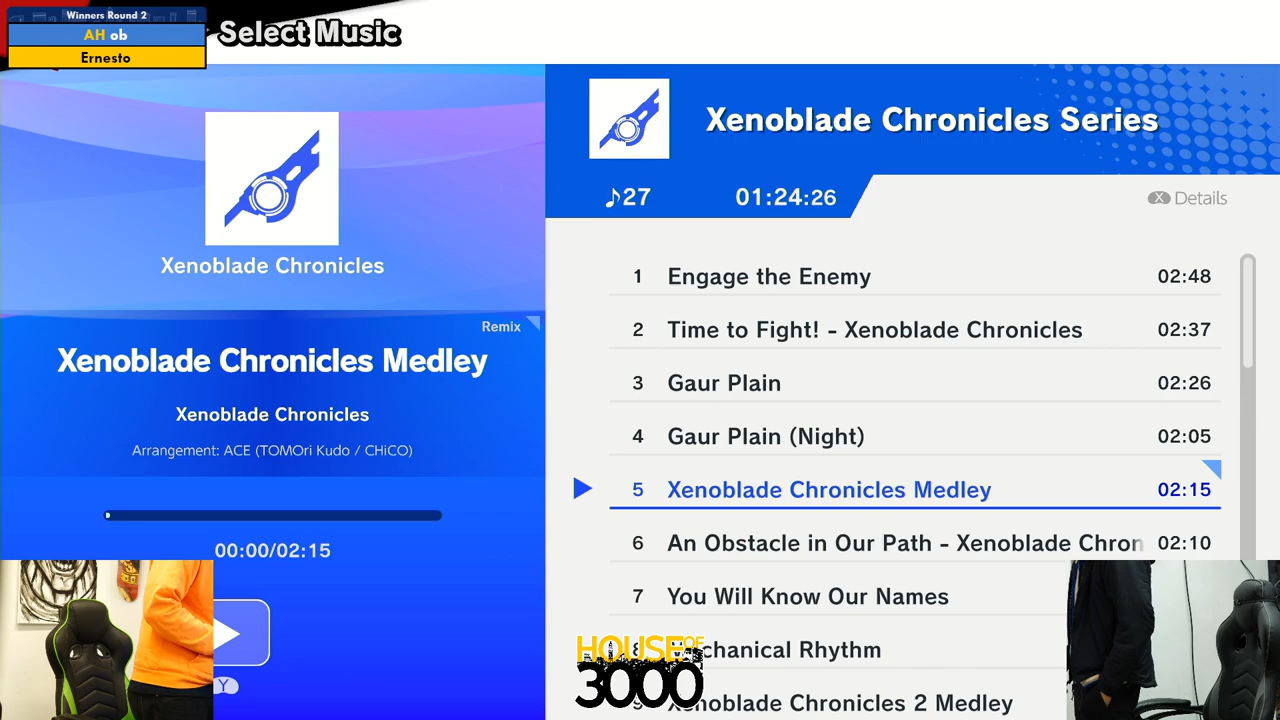 Winners Round 2
AH ob
Ernesto
Select Music
Xenoblade Chronicles
Remix
Xenoblade Chronicles Medley
Xenoblade Chronicles
Arrangement: ACE (TOMOri Kudo / CHiCO)
00:00/02:15
Y
Xenoblade Chronicles Series
♪27 01:24:26
X Details
1 Engage the Enemy 02:48
2 Time to Fight! - Xenoblade Chronicles 02:37
3 Gaur Plain 02:26
4 Gaur Plain (Night) 02:05
5 Xenoblade Chronicles Medley 02:15
6 An Obstacle in Our Path - Xenoblade Chron 02:10
7 You Will Know Our Names
8 Mechanical Rhythm
9 Xenoblade Chronicles 2 Medley
HOUSE OF
3000